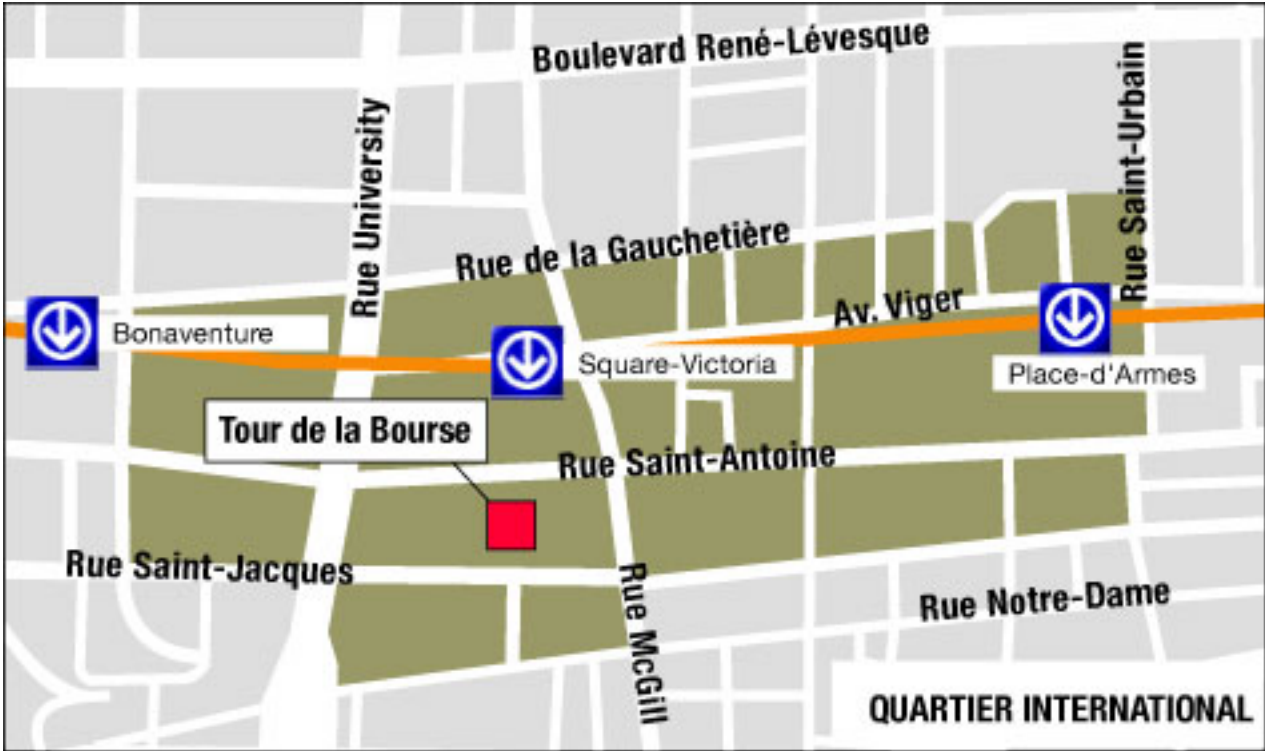 Boulevard René-Lévesque
Rue University
Rue Saint-Urbain
Rue de la Gauchetière
Av. Viger
Bonaventure
Square-Victoria
Place-d'Armes
Tour de la Bourse
Rue Saint-Antoine
Rue Saint-Jacques
Rue McGill
Rue Notre-Dame
QUARTIER INTERNATIONAL